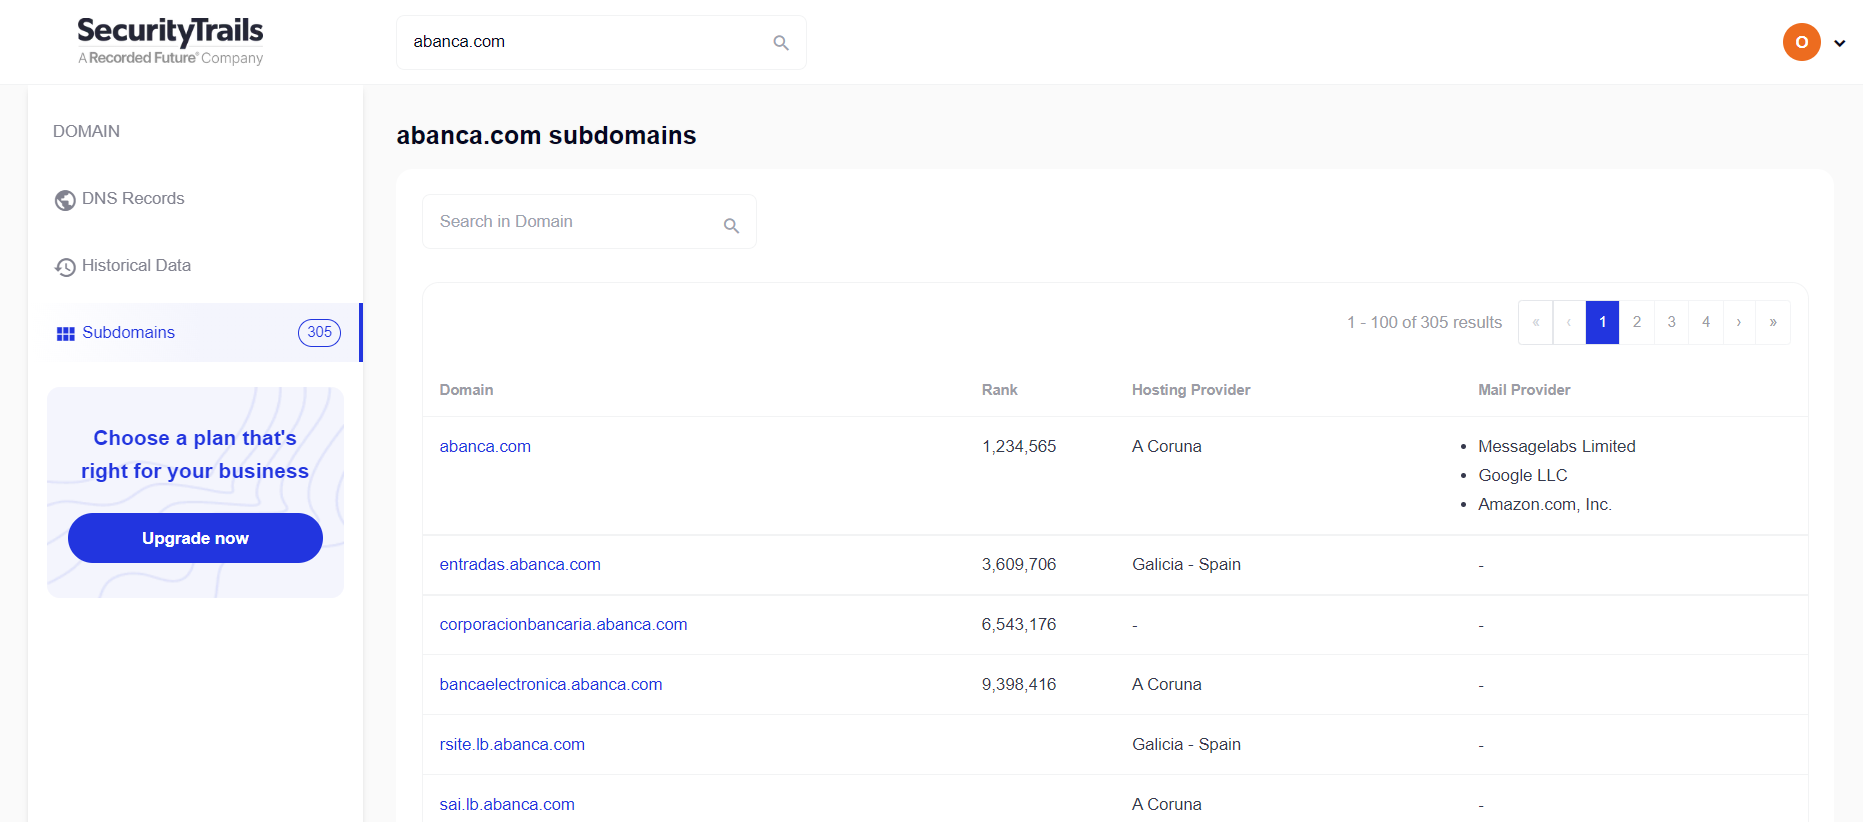 SecurityTrails
A Recorded Future® Company
abanca.com
O
DOMAIN
DNS Records
Historical Data
Subdomains 305
Choose a plan that's
right for your business
Upgrade now
abanca.com subdomains
Search in Domain
1 - 100 of 305 results « ‹ 1 2 3 4 › »
Domain Rank Hosting Provider Mail Provider
abanca.com 1,234,565 A Coruna • Messagelabs Limited
• Google LLC
• Amazon.com, Inc.
entradas.abanca.com 3,609,706 Galicia - Spain -
corporacionbancaria.abanca.com 6,543,176 - -
bancaelectronica.abanca.com 9,398,416 A Coruna -
rsite.lb.abanca.com Galicia - Spain -
sai.lb.abanca.com A Coruna -